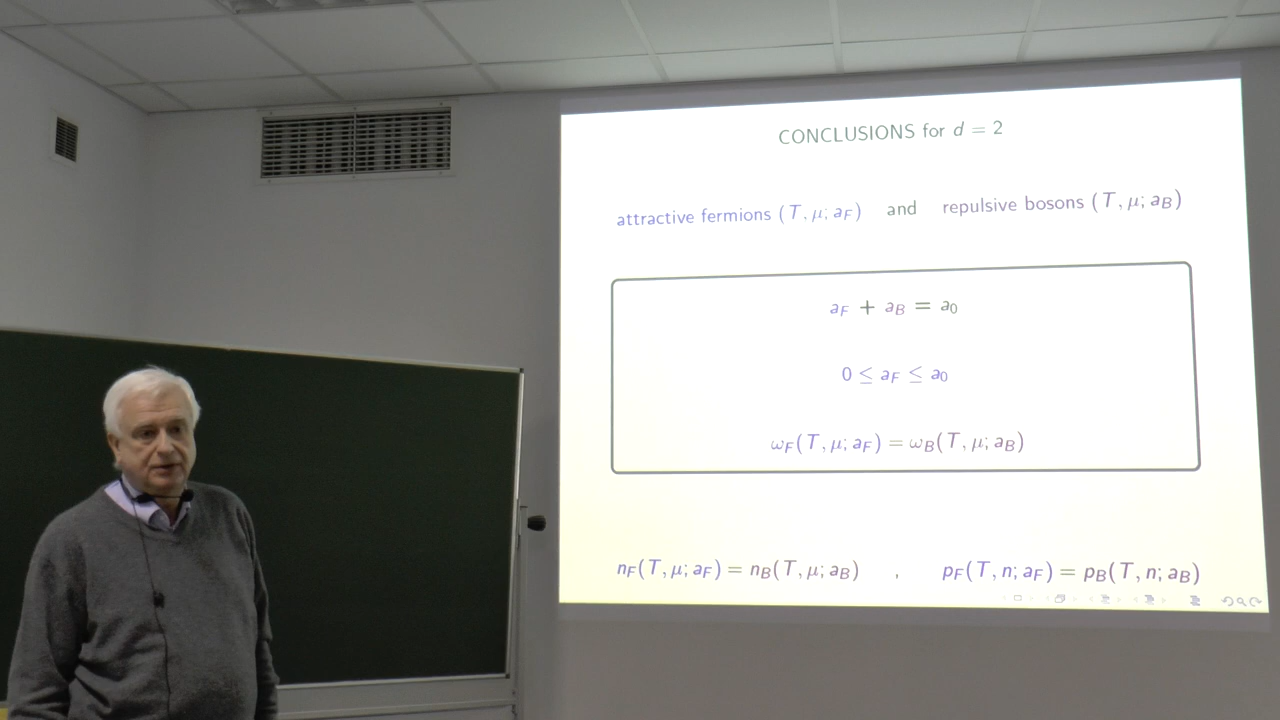 CONCLUSIONS for d = 2
attractive fermions (T, μ; a_F) and repulsive bosons (T, μ; a_B)
a_F + a_B = a_0
0 ≤ a_F ≤ a_0
ω_F(T, μ; a_F) = ω_B(T, μ; a_B)
n_F(T, μ; a_F) = n_B(T, μ; a_B) , p_F(T, n; a_F) = p_B(T, n; a_B)